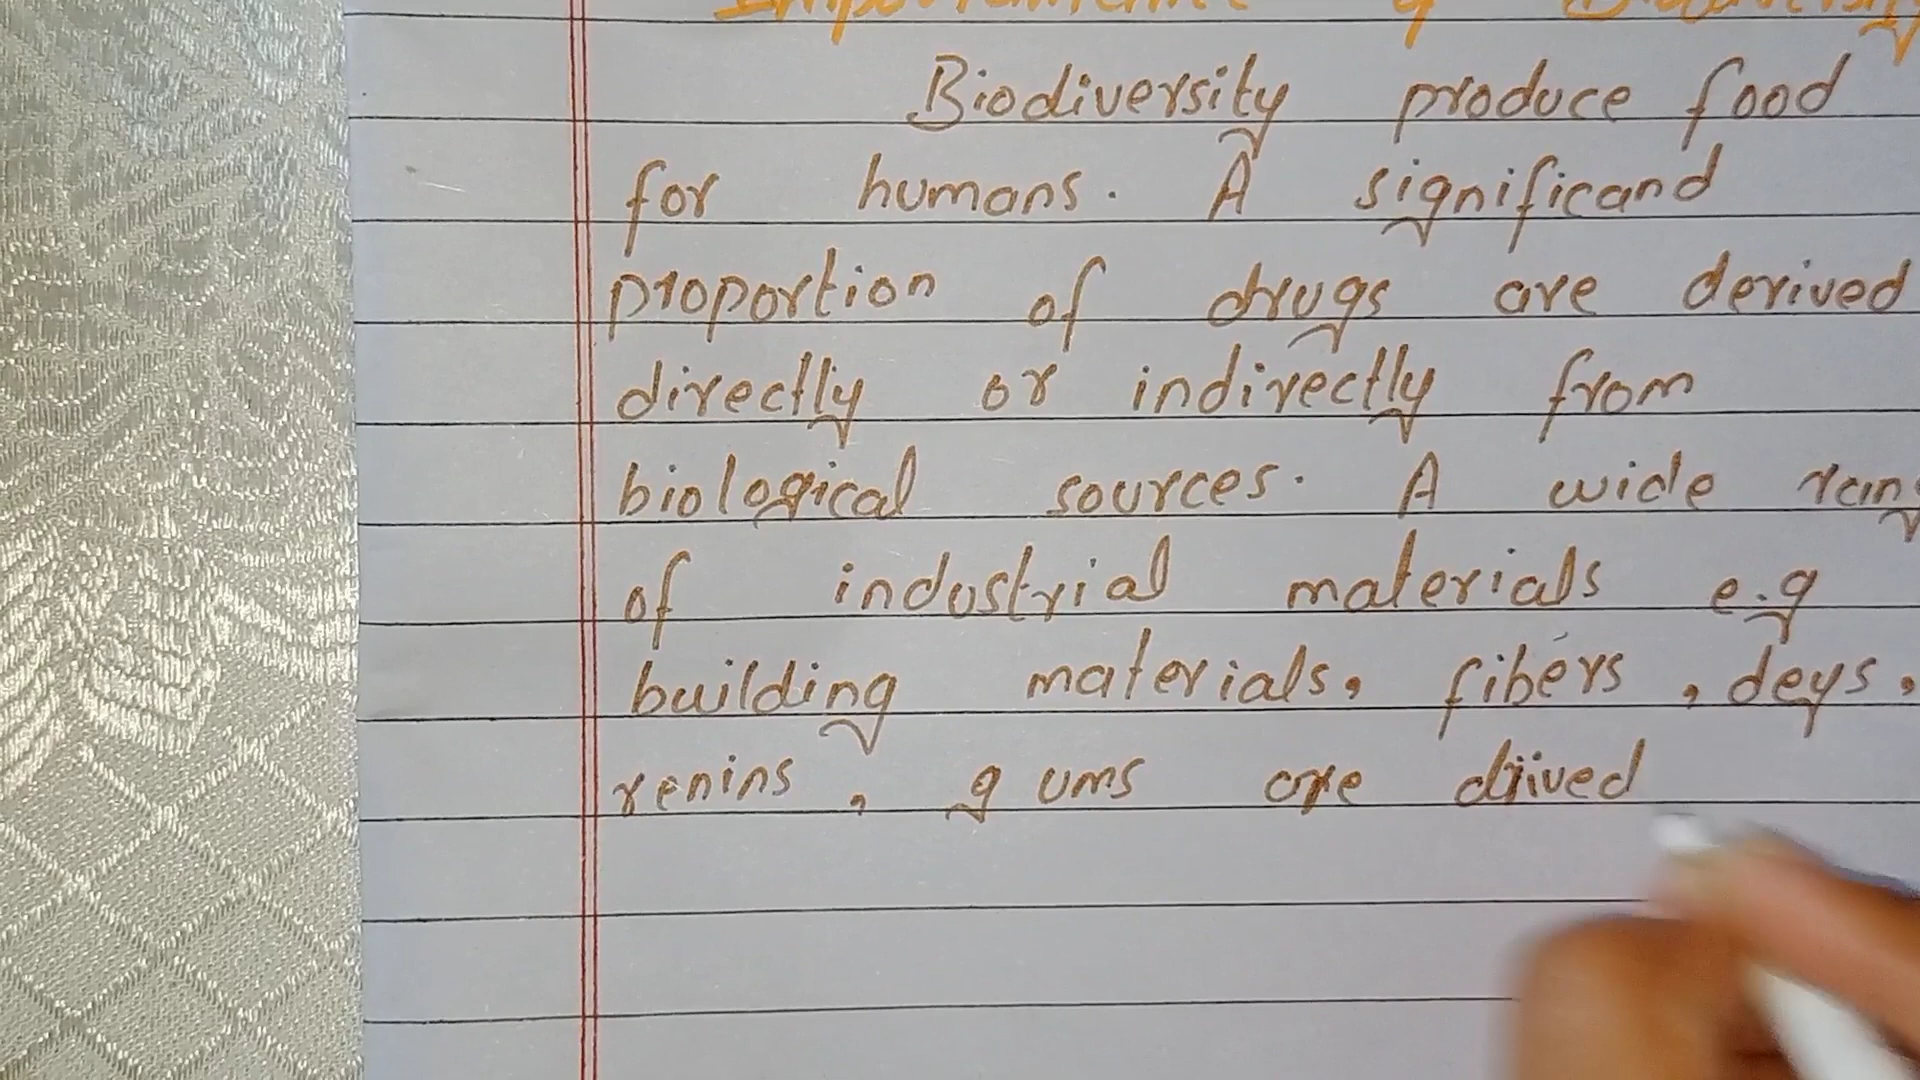 of
Biodiversity produce food
for humans. A significand
proportion of drugs are derived
directly or indirectly from
biological sources. A wide
of industrial materials e.g
building materials, fibers, deys,
renins, gums are drived